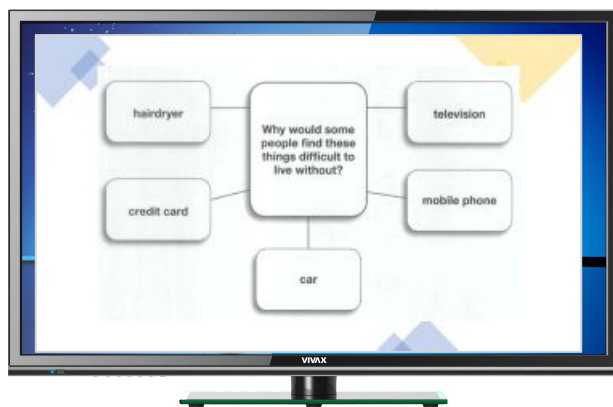 hairdryer
television
Why would some
people find these
things difficult to
live without?
credit card
mobile phone
car
VIVAX